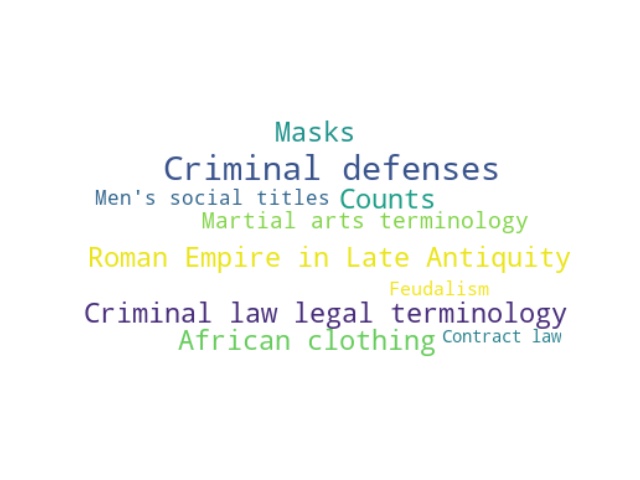 Masks
Criminal defenses
Men's social titles
Counts
Martial arts terminology
Roman Empire in Late Antiquity
Feudalism
Criminal law legal terminology
African clothing
Contract law